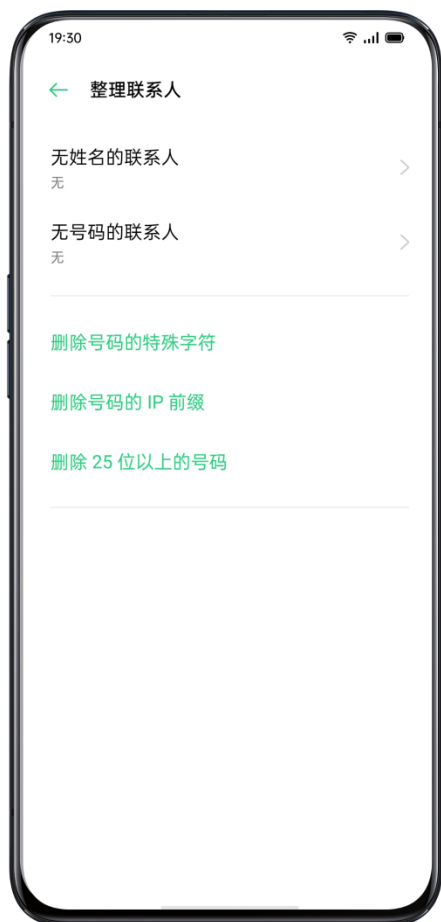 19:30
整理联系人
无姓名的联系人
无
无号码的联系人
无
删除号码的特殊字符
删除号码的 IP 前缀
删除 25 位以上的号码